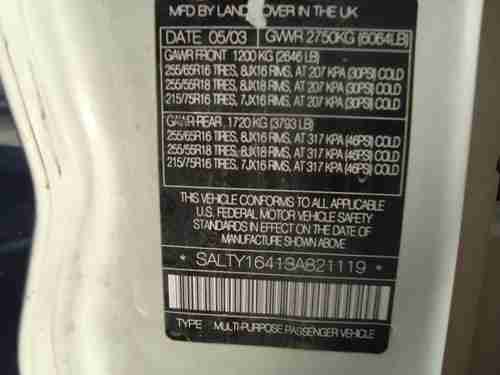 MFD BY LAND ROVER IN THE UK
DATE 05/03 GVWR 2750KG (6064LB)
GAWR FRONT 1200 KG (2646 LB)
255/65R16 TIRES, 8JX16 RIMS, AT 207 KPA (30PSI) COLD
255/55R18 TIRES, 8JX18 RIMS, AT 207 KPA (30PSI) COLD
215/75R16 TIRES, 7JX16 RIMS, AT 207 KPA (30PSI) COLD
GAWR REAR 1720 KG (3793 LB)
255/65R16 TIRES, 8JX16 RIMS, AT 317 KPA (46PSI) COLD
255/55R18 TIRES, 8JX18 RIMS, AT 317 KPA (46PSI) COLD
215/75R16 TIRES, 7JX16 RIMS, AT 317 KPA (46PSI) COLD
THIS VEHICLE CONFORMS TO ALL APPLICABLE
U.S. FEDERAL MOTOR VEHICLE SAFETY
STANDARDS IN EFFECT ON THE DATE OF
MANUFACTURE SHOWN ABOVE
* SALTY16413A821119 *
TYPE MULTI-PURPOSE PASSENGER VEHICLE